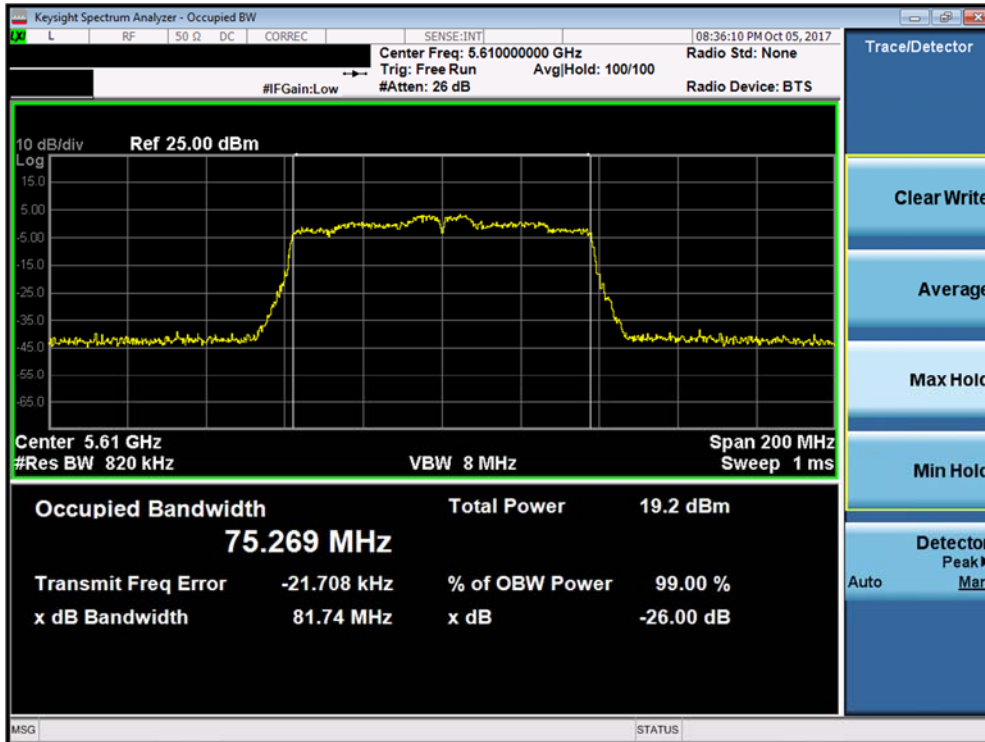 Keysight Spectrum Analyzer - Occupied BW
LXI L RF 50 Ω DC CORREC SENSE:INT 08:36:10 PM Oct 05, 2017
Center Freq: 5.610000000 GHz Radio Std: None
Trig: Free Run Avg|Hold: 100/100
#IFGain:Low #Atten: 26 dB Radio Device: BTS
10 dB/div Ref 25.00 dBm
Log
15.0
5.00
-5.00
-15.0
-25.0
-35.0
-45.0
-55.0
-65.0
Center 5.61 GHz Span 200 MHz
#Res BW 820 kHz VBW 8 MHz Sweep 1 ms
Occupied Bandwidth Total Power 19.2 dBm
75.269 MHz
Transmit Freq Error -21.708 kHz % of OBW Power 99.00 %
x dB Bandwidth 81.74 MHz x dB -26.00 dB
MSG STATUS
Trace/Detector
Clear Write
Average
Max Hold
Min Hold
Detector
Peak
Auto Man